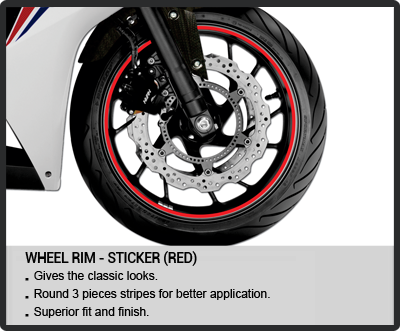 WHEEL RIM - STICKER (RED)
Gives the classic looks.
Round 3 pieces stripes for better application.
Superior fit and finish.